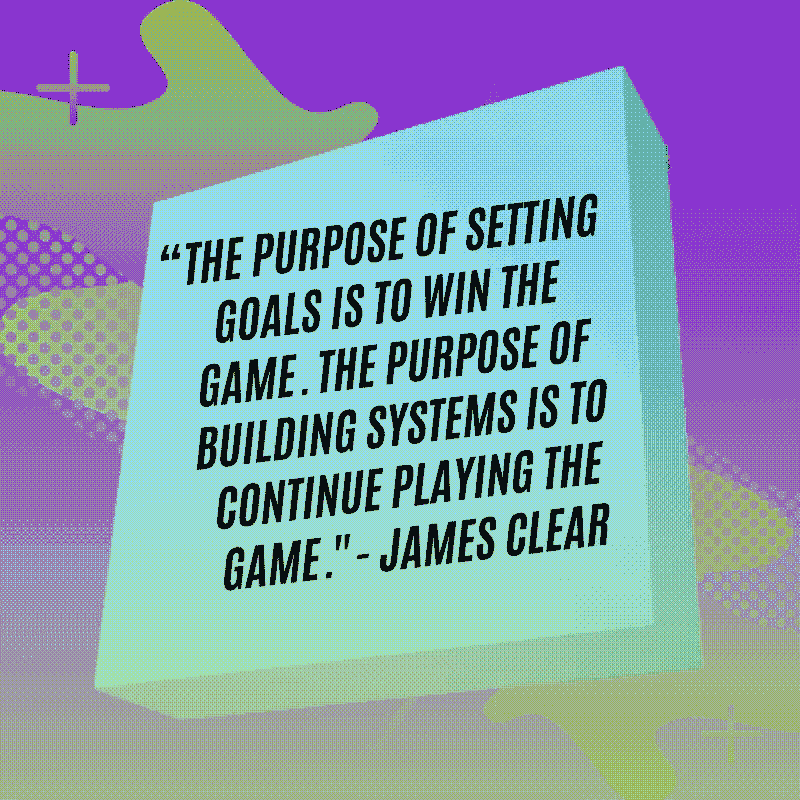 “THE PURPOSE OF SETTING
GOALS IS TO WIN THE
GAME. THE PURPOSE OF
BUILDING SYSTEMS IS TO
CONTINUE PLAYING THE
GAME." - JAMES CLEAR